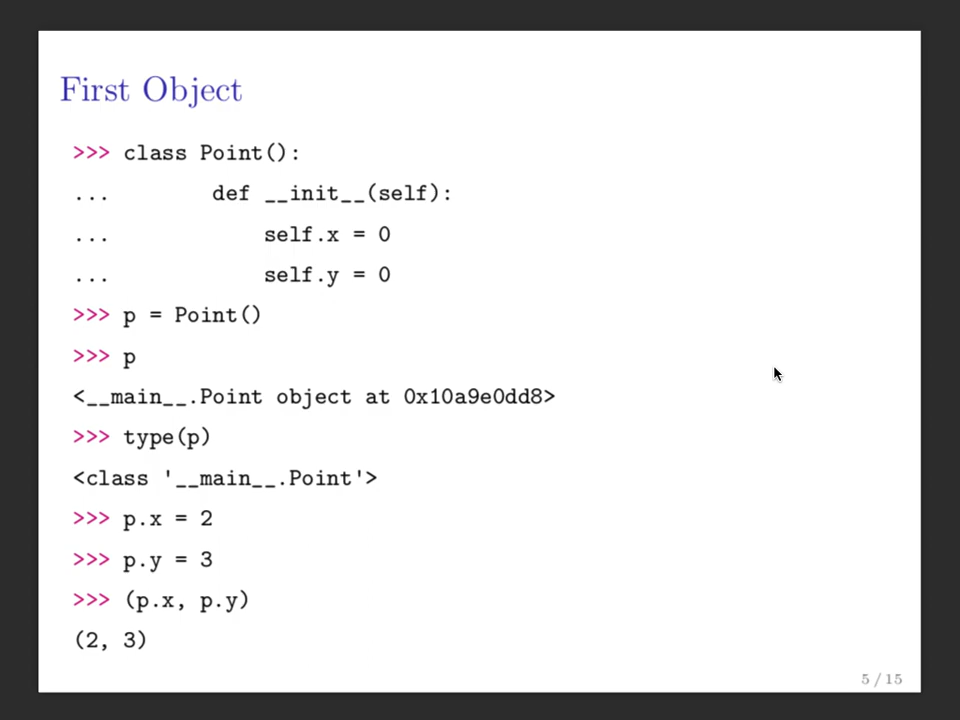 First Object
>>> class Point():
...       def __init__(self):
...           self.x = 0
...           self.y = 0
>>> p = Point()
>>> p
<__main__.Point object at 0x10a9e0dd8>
>>> type(p)
<class '__main__.Point'>
>>> p.x = 2
>>> p.y = 3
>>> (p.x, p.y)
(2, 3)
5 / 15